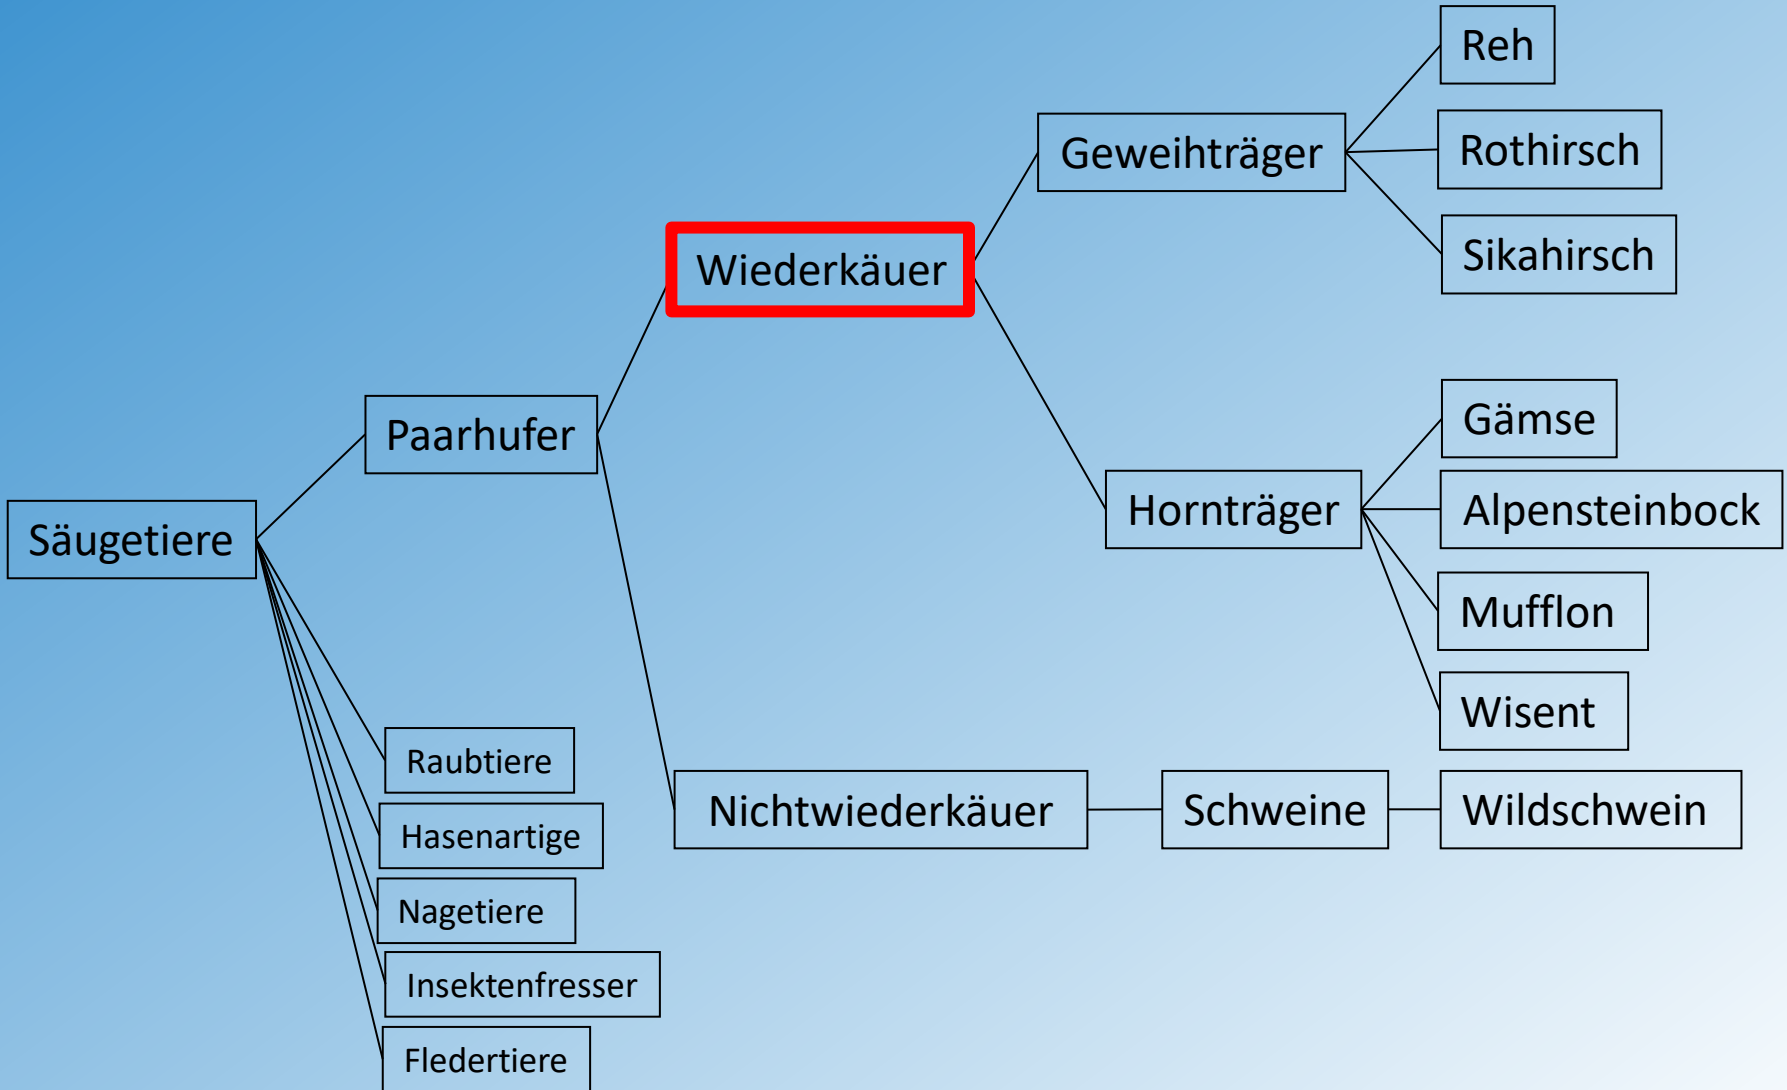 Säugetiere
Paarhufer
Wiederkäuer
Geweihträger
Reh
Rothirsch
Sikahirsch
Hornträger
Gämse
Alpensteinbock
Mufflon
Wisent
Nichtwiederkäuer
Schweine
Wildschwein
Raubtiere
Hasenartige
Nagetiere
Insektenfresser
Fledertiere